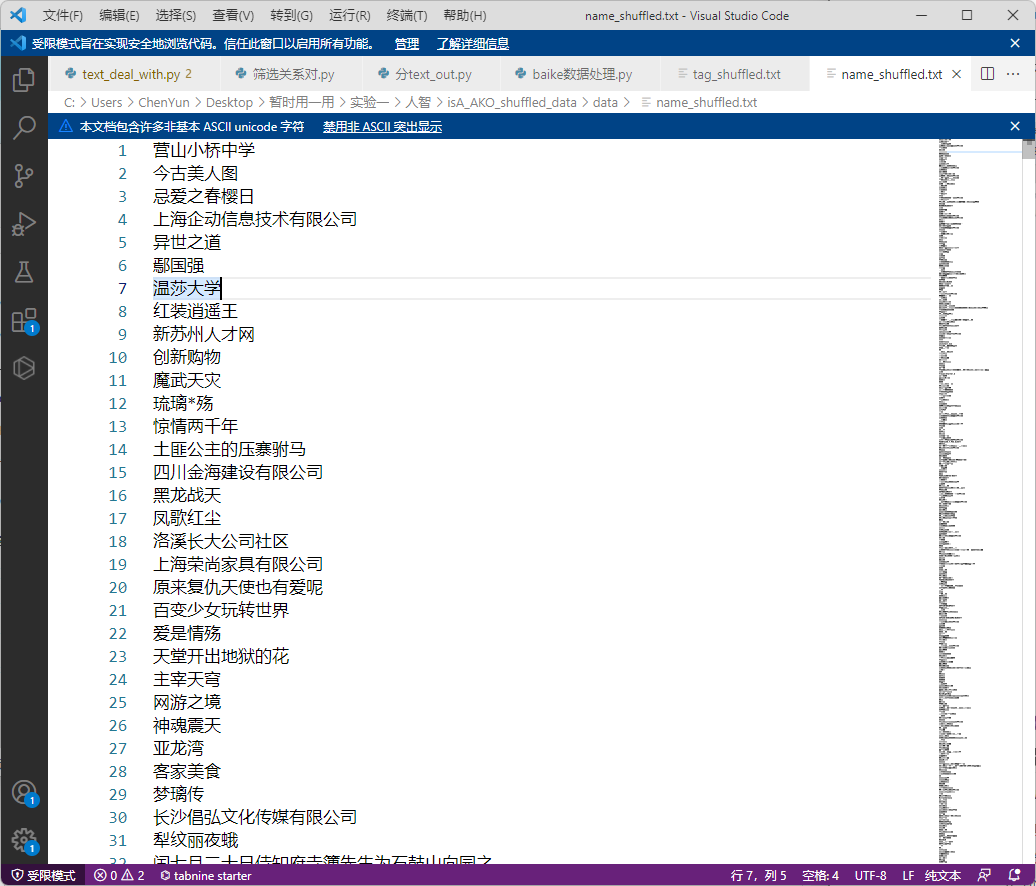 文件(F) 编辑(E) 选择(S) 查看(V) 转到(G) 运行(R) 终端(T) 帮助(H) name_shuffled.txt - Visual Studio Code
受限模式旨在实现安全地浏览代码。信任此窗口以启用所有功能。 管理 了解详细信息
text_deal_with.py 2 筛选关系对.py 分text_out.py baike数据处理.py tag_shuffled.txt name_shuffled.txt
C: > Users > ChenYun > Desktop > 暂时用一用 > 实验一 > 人智 > isA_AKO_shuffled_data > data > name_shuffled.txt
本文档包含许多非基本 ASCII unicode 字符 禁用非 ASCII 突出显示
1 营山小桥中学
2 今古美人图
3 忌爱之春樱日
4 上海企动信息技术有限公司
5 异世之道
6 鄢国强
7 温莎大学
8 红装逍遥王
9 新苏州人才网
10 创新购物
11 魔武天灾
12 琉璃*殇
13 惊情两千年
14 土匪公主的压寨驸马
15 四川金海建设有限公司
16 黑龙战天
17 凤歌红尘
18 洛溪长大公司社区
19 上海荣尚家具有限公司
20 原来复仇天使也有爱呢
21 百变少女玩转世界
22 爱是情殇
23 天堂开出地狱的花
24 主宰天穹
25 网游之境
26 神魂震天
27 亚龙湾
28 客家美食
29 梦璃传
30 长沙倡弘文化传媒有限公司
31 犁纹丽夜蛾
1
1
1
受限模式 0 2 tabnine starter 行 7，列 5 空格: 4 UTF-8 LF 纯文本